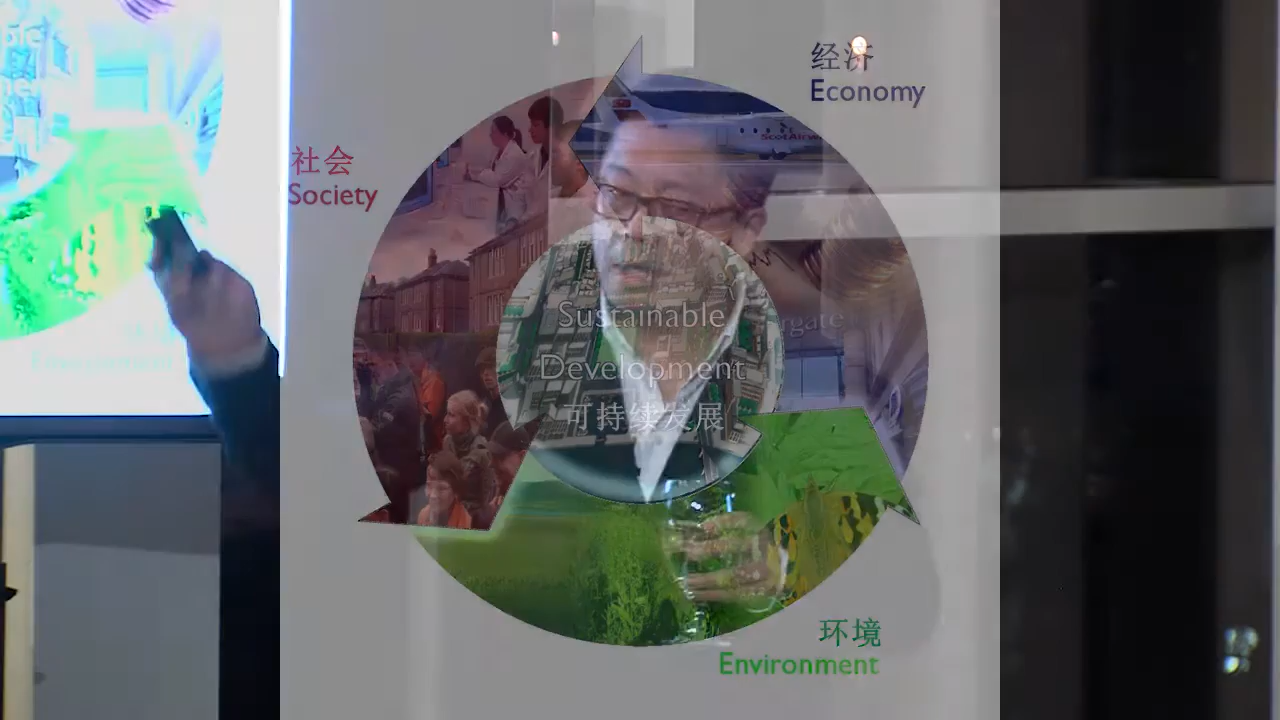 经济
Economy
社会
Society
Sustainable
Development
可持续发展
环境
Environment